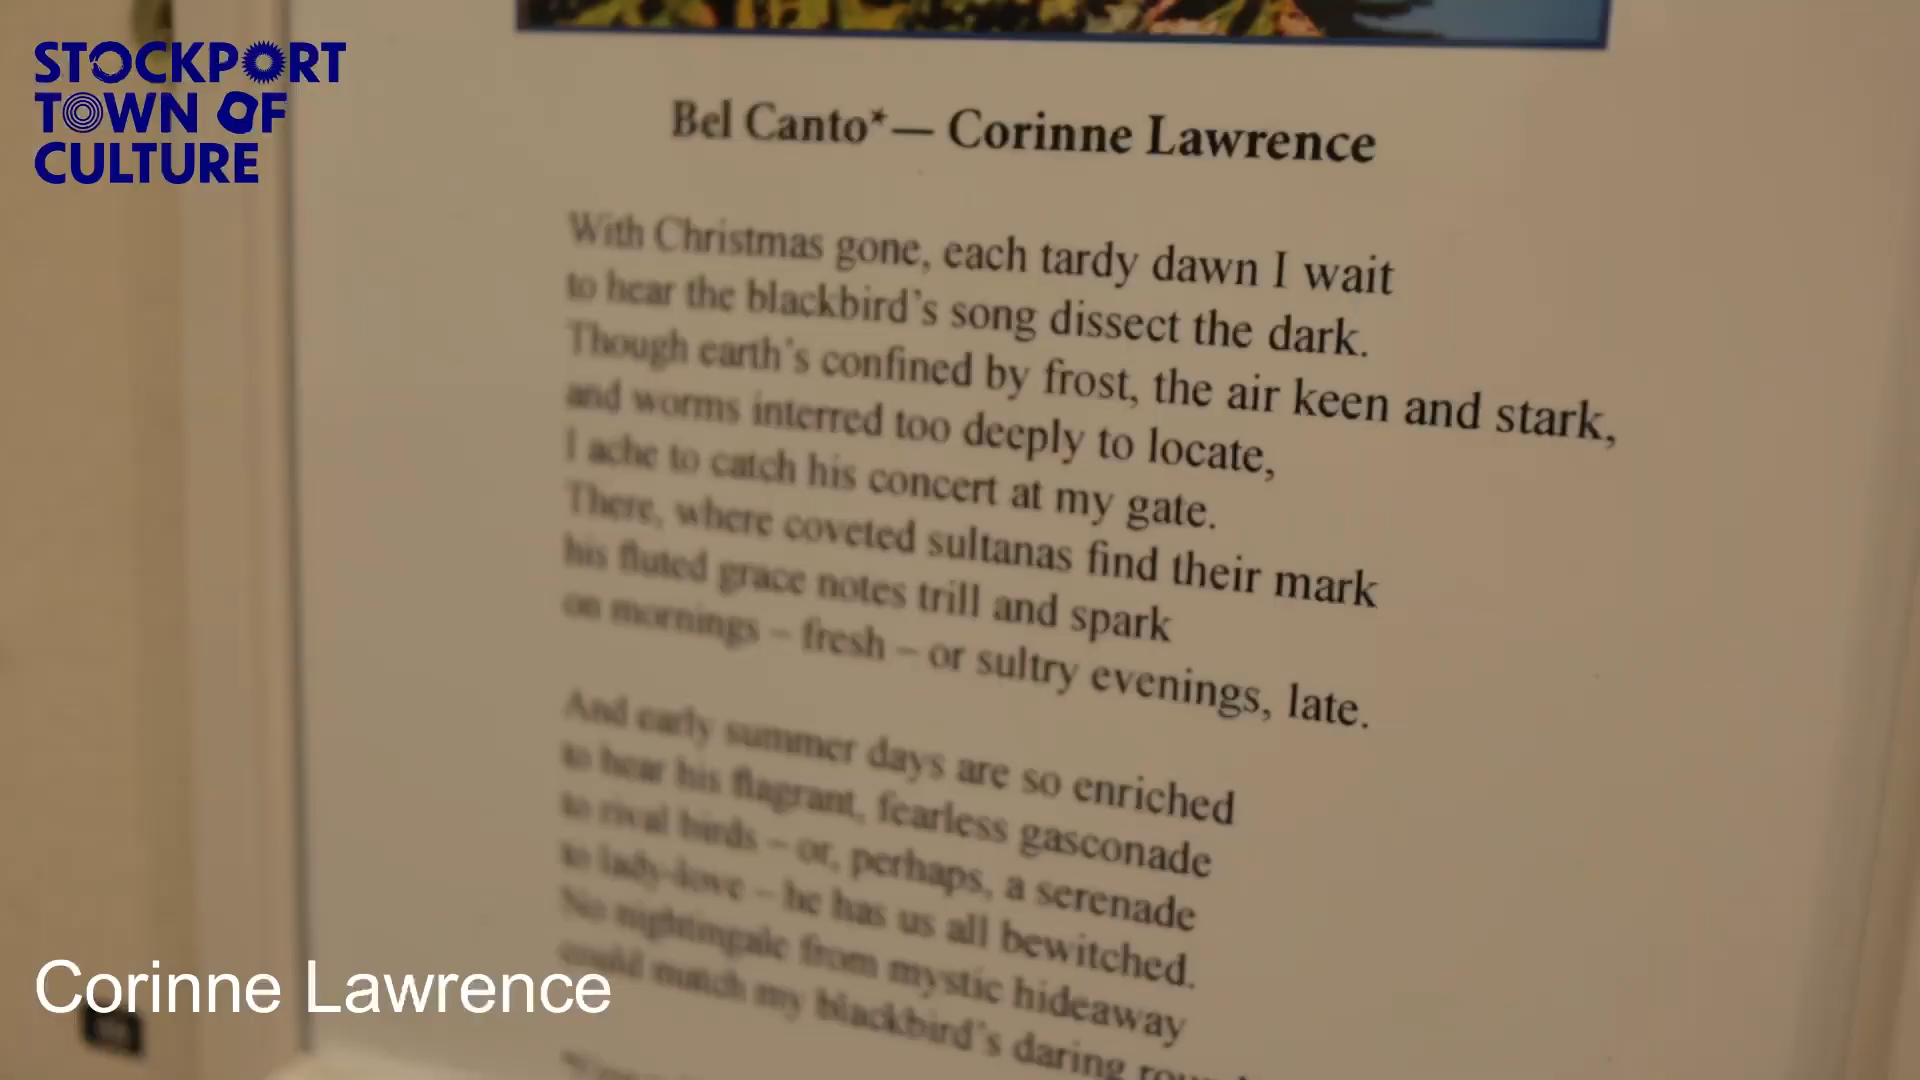 STOCKPORT
TOWN OF
CULTURE
Bel Canto*— Corinne Lawrence
With Christmas gone, each tardy dawn I wait
to hear the blackbird’s song dissect the dark.
Though earth’s confined by frost, the air keen and stark,
and worms interred too deeply to locate,
I ache to catch his concert at my gate.
There, where coveted sultanas find their mark
his fluted grace notes trill and spark
on mornings – fresh – or sultry evenings, late.
And early summer days are so enriched
to hear his flagrant, fearless gasconade
to rival birds – or, perhaps, a serenade
to lady-love – he has us all bewitched.
No nightingale from mystic hideaway
could match my blackbird’s daring
Corinne Lawrence